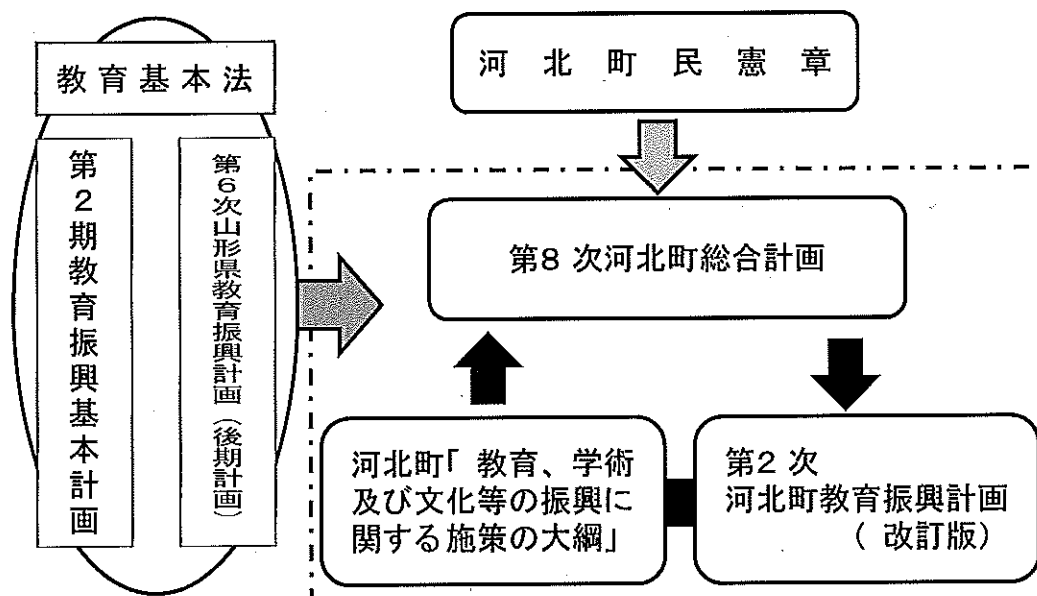 教育基本法
第2期教育振興基本計画
第6次山形県教育振興計画（後期計画）
河北町民憲章
第8次河北町総合計画
河北町「教育、学術
及び文化等の振興に
関する施策の大綱」
第2次
河北町教育振興計画
（改訂版）